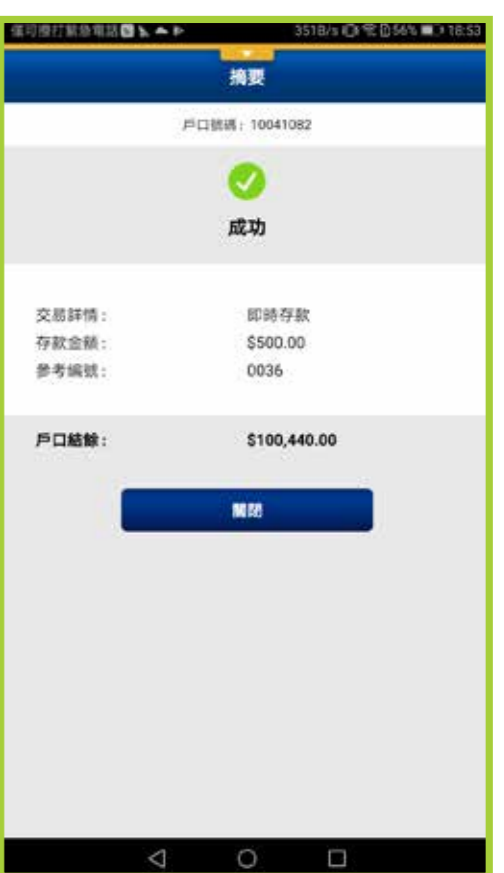 僅可撥打緊急電話 351B/s 56% 18:53
摘要
戶口號碼：10041082
成功
交易詳情： 即時存款
存款金額： $500.00
參考編號： 0036
戶口結餘： $100,440.00
關閉